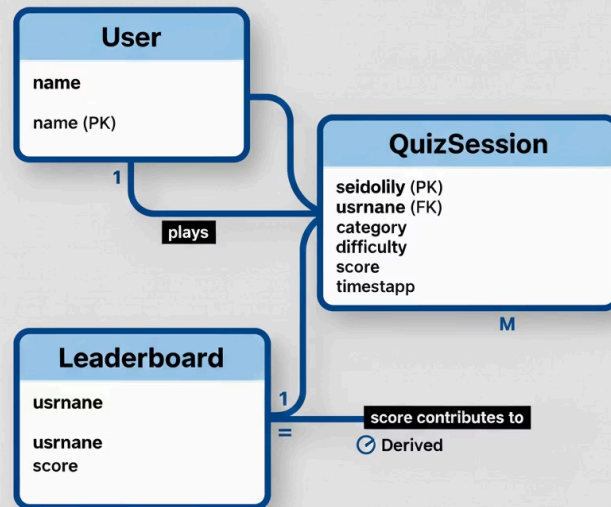 User
name
name (PK)
1
plays
QuizSession
seidolily (PK)
usrnane (FK)
category
difficulty
score
timestapp
M
Leaderboard
usrnane
usrnane
score
1
=
score contributes to
Derived